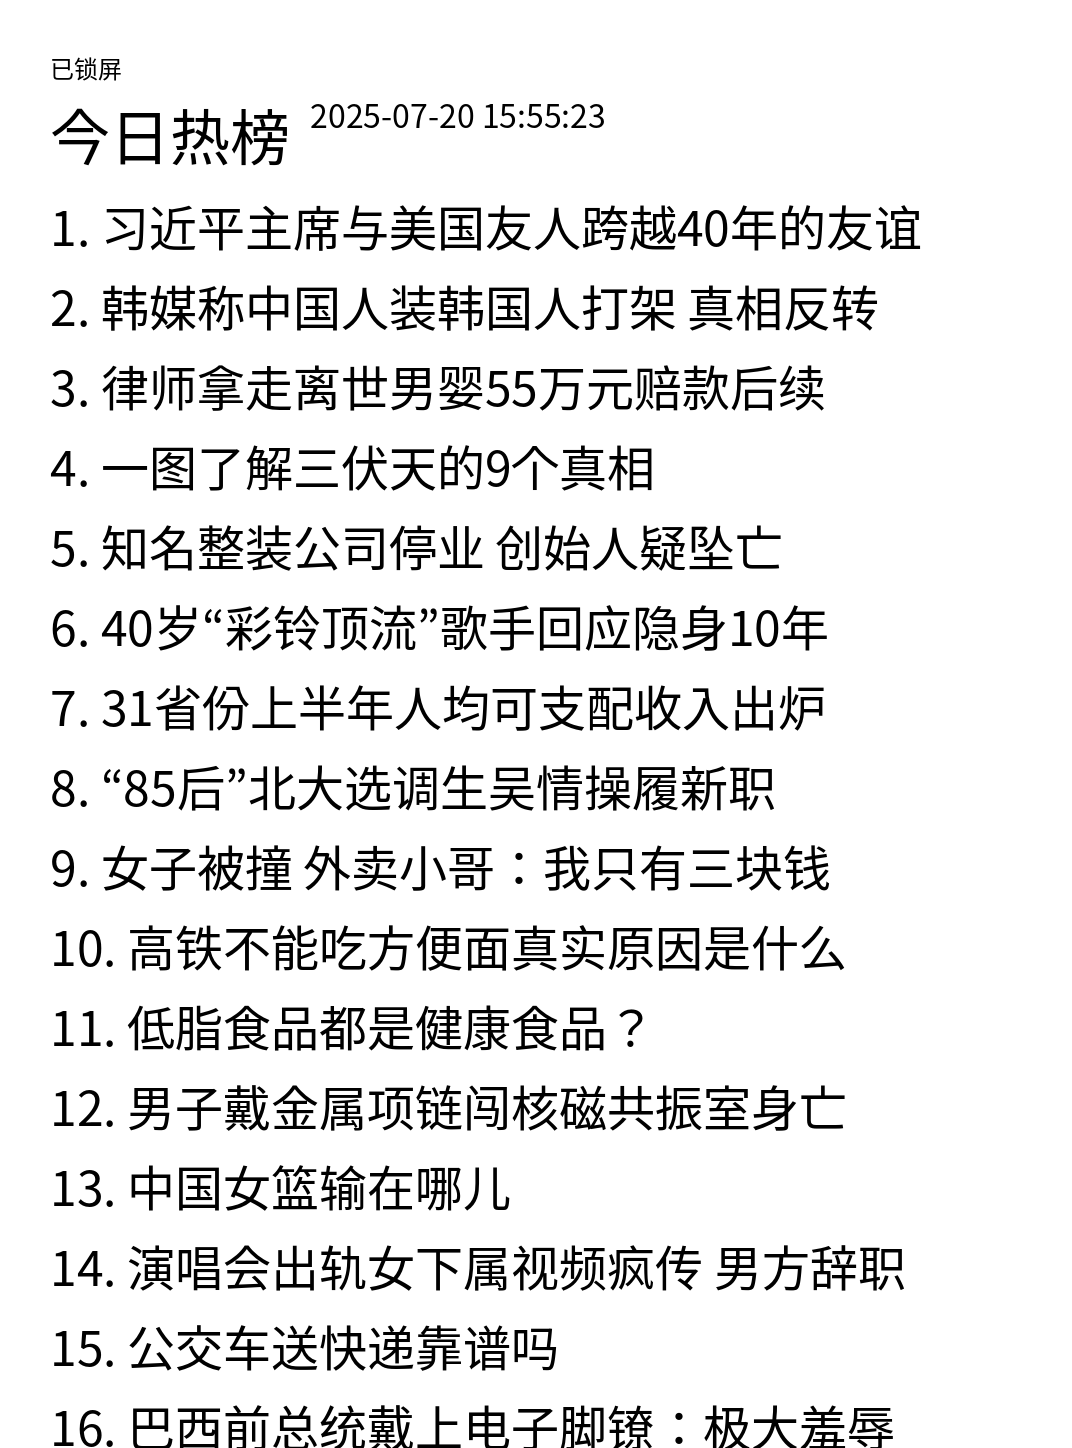 已锁屏
今日热榜 2025-07-20 15:55:23
1. 习近平主席与美国友人跨越40年的友谊
2. 韩媒称中国人装韩国人打架 真相反转
3. 律师拿走离世男婴55万元赔款后续
4. 一图了解三伏天的9个真相
5. 知名整装公司停业 创始人疑坠亡
6. 40岁“彩铃顶流”歌手回应隐身10年
7. 31省份上半年人均可支配收入出炉
8. “85后”北大选调生吴情操履新职
9. 女子被撞 外卖小哥：我只有三块钱
10. 高铁不能吃方便面真实原因是什么
11. 低脂食品都是健康食品？
12. 男子戴金属项链闯核磁共振室身亡
13. 中国女篮输在哪儿
14. 演唱会出轨女下属视频疯传 男方辞职
15. 公交车送快递靠谱吗
16. 巴西前总统戴上电子脚镣：极大羞辱